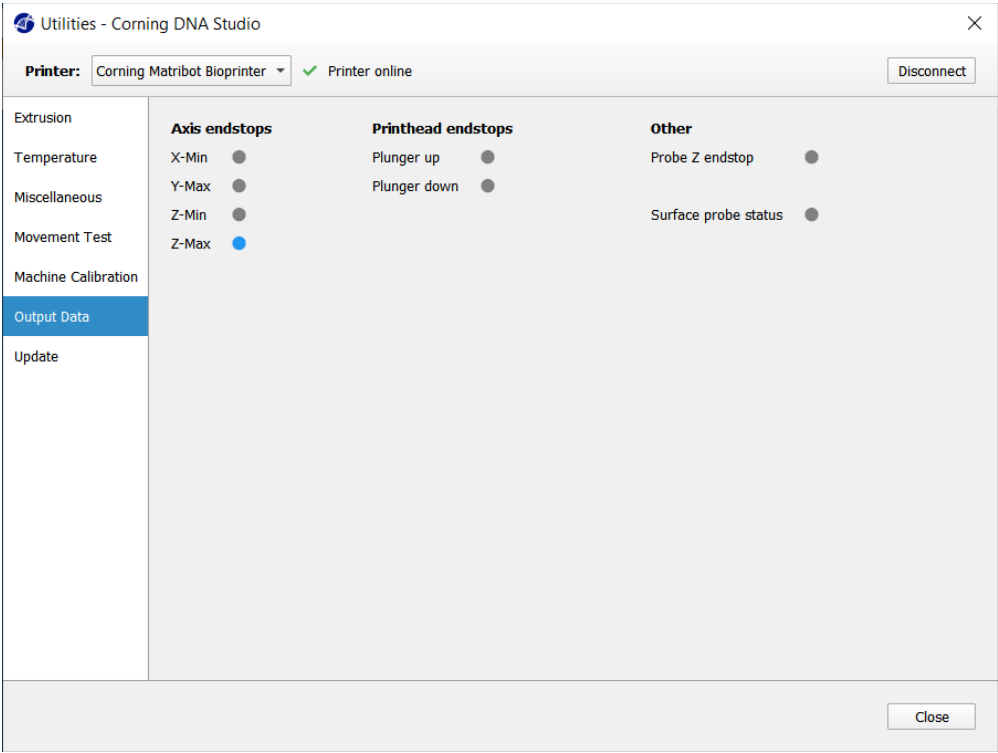 Utilities - Corning DNA Studio
Printer: Corning Matribot Bioprinter Printer online Disconnect
Extrusion
Temperature
Miscellaneous
Movement Test
Machine Calibration
Output Data
Update
Axis endstops
X-Min
Y-Max
Z-Min
Z-Max
Printhead endstops
Plunger up
Plunger down
Other
Probe Z endstop
Surface probe status
Close